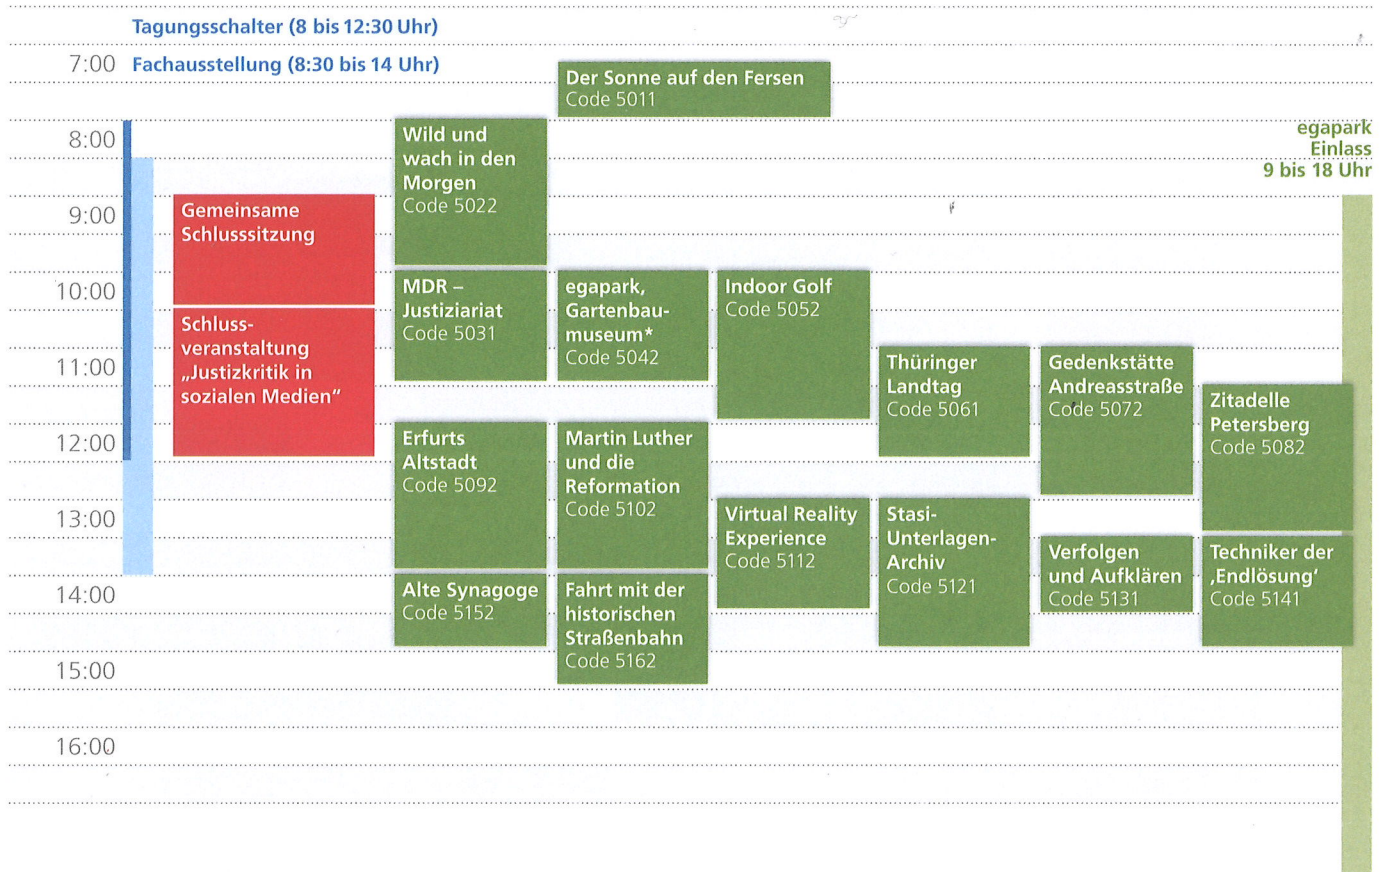 Tagungsschalter (8 bis 12:30 Uhr)
7:00
Fachausstellung (8:30 bis 14 Uhr)
Der Sonne auf den Fersen
Code 5011
8:00
Wild und
wach in den
Morgen
Code 5022
egapark
Einlass
9 bis 18 Uhr
9:00
Gemeinsame
Schlusssitzung
10:00
MDR –
Justiziariat
Code 5031
egapark,
Gartenbau-
museum*
Code 5042
Indoor Golf
Code 5052
Schluss-
veranstaltung
„Justizkritik in
sozialen Medien“
11:00
Thüringer
Landtag
Code 5061
Gedenkstätte
Andreasstraße
Code 5072
Zitadelle
Petersberg
Code 5082
12:00
Erfurts
Altstadt
Code 5092
Martin Luther
und die
Reformation
Code 5102
13:00
Virtual Reality
Experience
Code 5112
Stasi-
Unterlagen-
Archiv
Code 5121
Verfolgen
und Aufklären
Code 5131
Techniker der
‚Endlösung‘
Code 5141
14:00
Alte Synagoge
Code 5152
Fahrt mit der
historischen
Straßenbahn
Code 5162
15:00
16:00